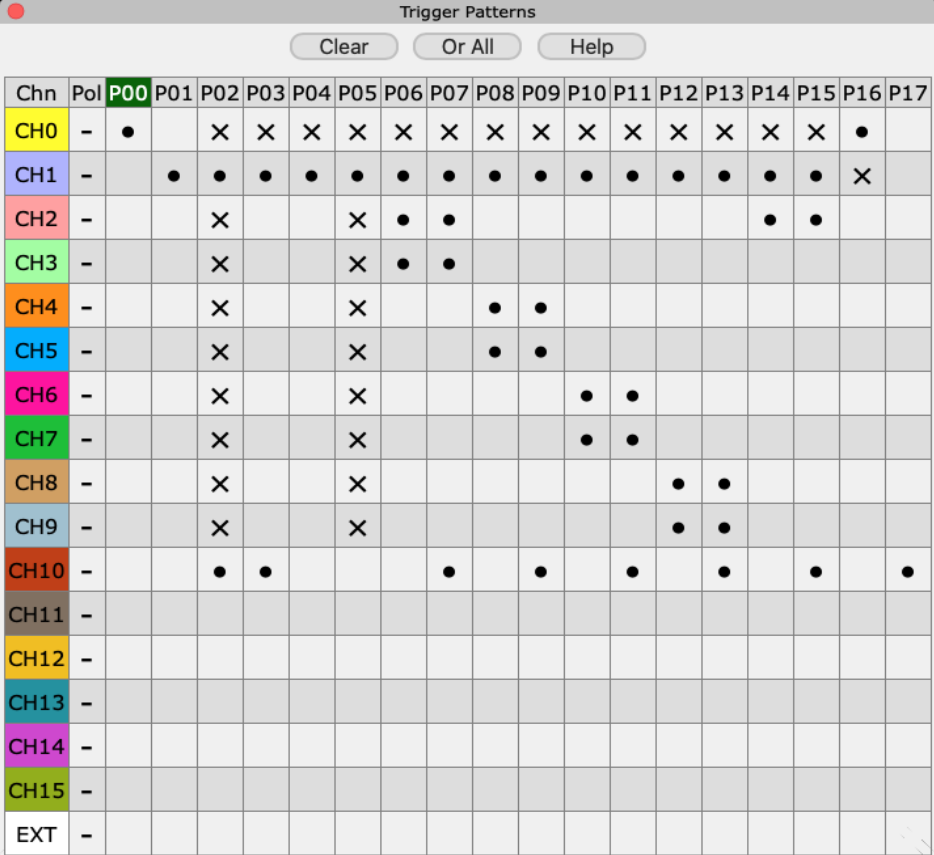 Trigger Patterns
Clear Or All Help
Chn Pol P00 P01 P02 P03 P04 P05 P06 P07 P08 P09 P10 P11 P12 P13 P14 P15 P16 P17
CH0 – ● × × × × × × × × × × × × × × ●
CH1 – ● ● ● ● ● ● ● ● ● ● ● ● ● ● ● ×
CH2 – × × ● ● ● ●
CH3 – × × ● ●
CH4 – × × ● ●
CH5 – × × ● ●
CH6 – × × ● ●
CH7 – × × ● ●
CH8 – × × ● ●
CH9 – × × ● ●
CH10 – ● ● ● ● ● ● ● ●
CH11 –
CH12 –
CH13 –
CH14 –
CH15 –
EXT –